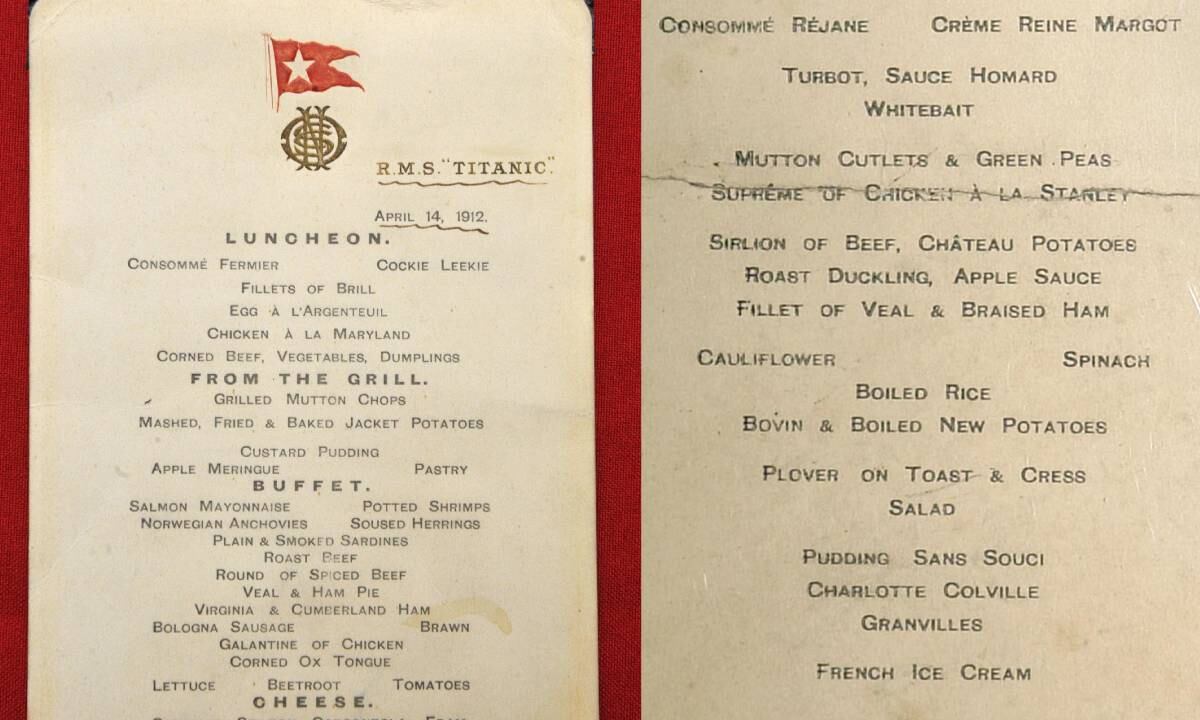 R.M.S. "TITANIC".
APRIL 14, 1912.
LUNCHEON.
CONSOMMÉ FERMIER COCKIE LEEKIE
FILLETS OF BRILL
EGG À L'ARGENTEUIL
CHICKEN À LA MARYLAND
CORNED BEEF, VEGETABLES, DUMPLINGS
FROM THE GRILL.
GRILLED MUTTON CHOPS
MASHED, FRIED & BAKED JACKET POTATOES
CUSTARD PUDDING
APPLE MERINGUE PASTRY
BUFFET.
SALMON MAYONNAISE POTTED SHRIMPS
NORWEGIAN ANCHOVIES SOUSED HERRINGS
PLAIN & SMOKED SARDINES
ROAST BEEF
ROUND OF SPICED BEEF
VEAL & HAM PIE
VIRGINIA & CUMBERLAND HAM
BOLOGNA SAUSAGE BRAWN
GALANTINE OF CHICKEN
CORNED OX TONGUE
LETTUCE BEETROOT TOMATOES
CHEESE.
CONSOMMÉ RÉJANE CRÈME REINE MARGOT
TURBOT, SAUCE HOMARD
WHITEBAIT
MUTTON CUTLETS & GREEN PEAS
SUPRÊME OF CHICKEN À LA STANLEY
SIRLION OF BEEF, CHÂTEAU POTATOES
ROAST DUCKLING, APPLE SAUCE
FILLET OF VEAL & BRAISED HAM
CAULIFLOWER SPINACH
BOILED RICE
BOVIN & BOILED NEW POTATOES
PLOVER ON TOAST & CRESS
SALAD
PUDDING SANS SOUCI
CHARLOTTE COLVILLE
GRANVILLES
FRENCH ICE CREAM